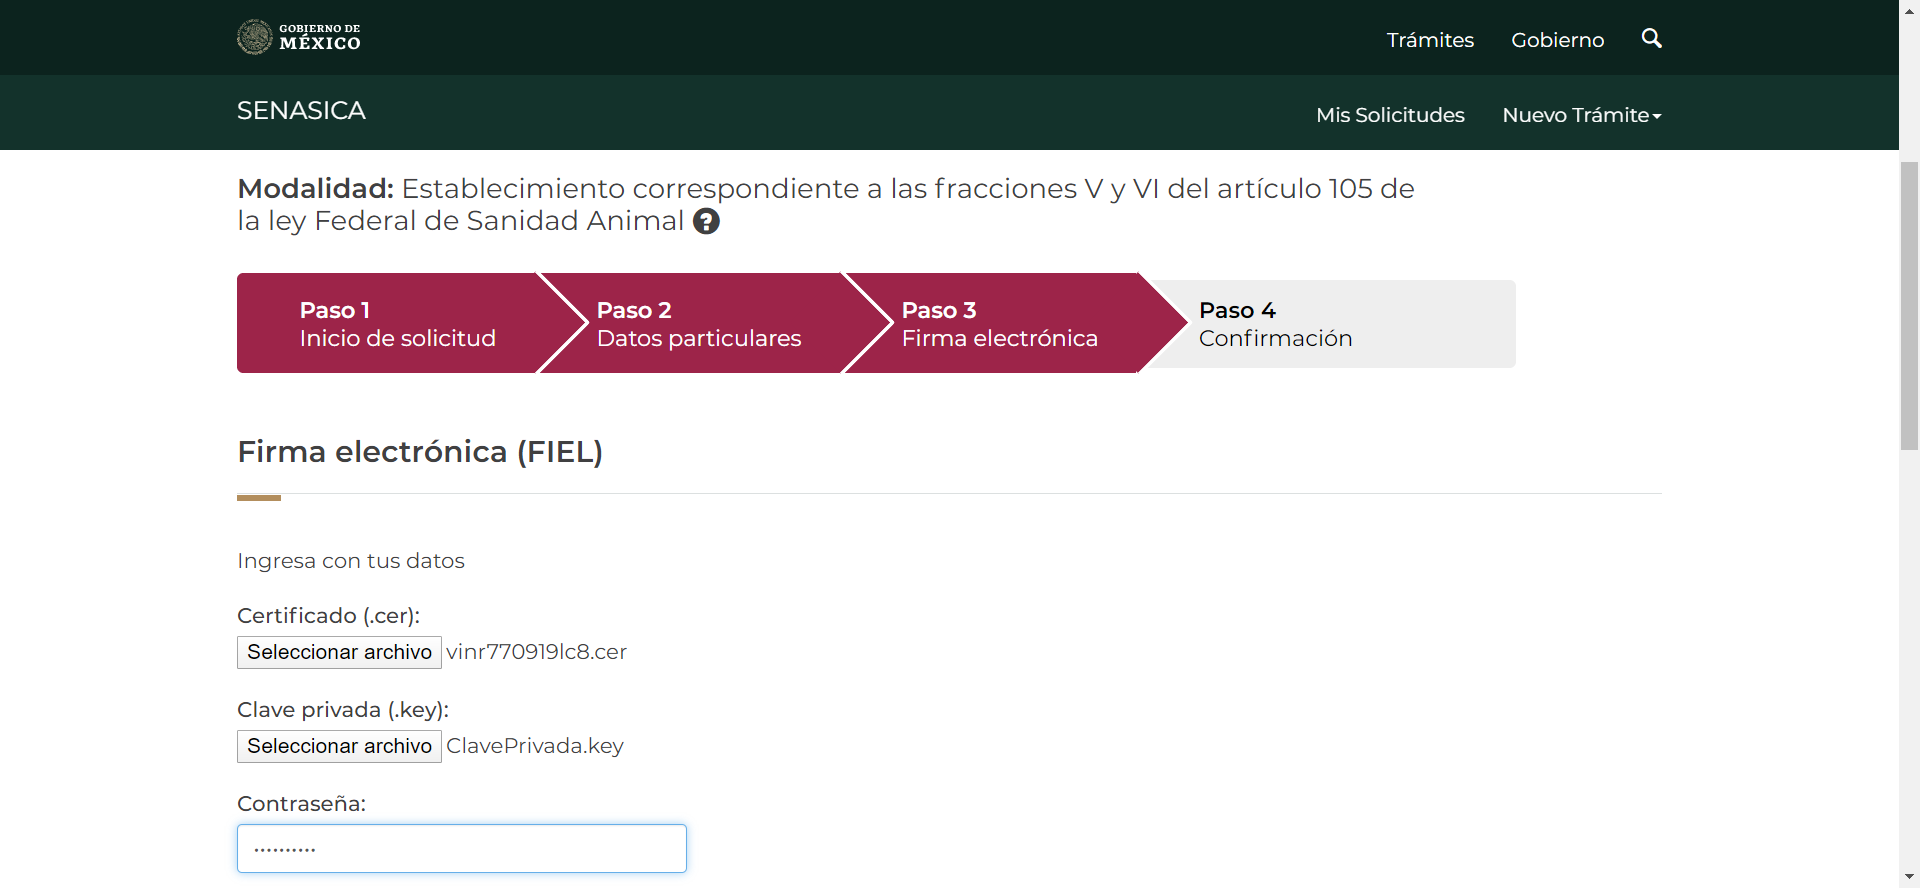 GOBIERNO DE
MÉXICO
Trámites
Gobierno
SENASICA
Mis Solicitudes
Nuevo Trámite
Modalidad: Establecimiento correspondiente a las fracciones V y VI del artículo 105 de
la ley Federal de Sanidad Animal ?
Paso 1
Inicio de solicitud
Paso 2
Datos particulares
Paso 3
Firma electrónica
Paso 4
Confirmación
Firma electrónica (FIEL)
Ingresa con tus datos
Certificado (.cer):
Seleccionar archivo vinr770919lc8.cer
Clave privada (.key):
Seleccionar archivo ClavePrivada.key
Contraseña:
..........